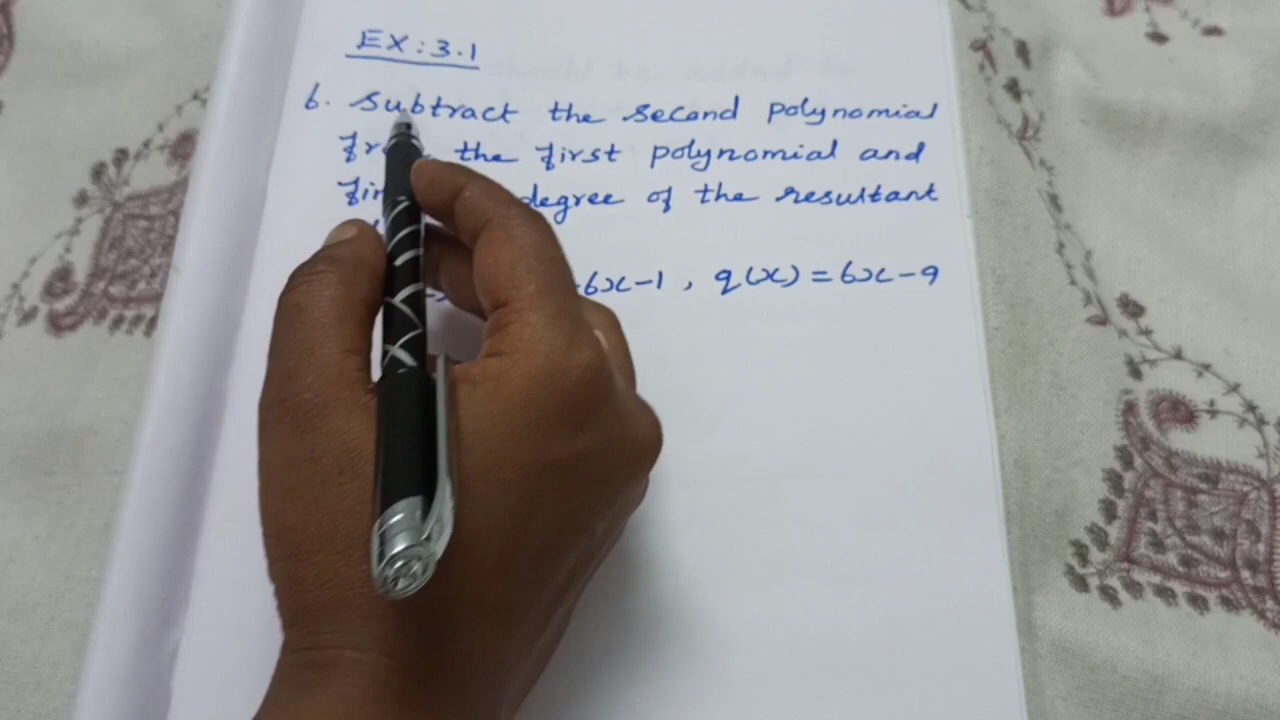 EX: 3.1
6. Subtract the second polynomial
the first polynomial and
degree of the resultant
6x-1, q(x) = 6x-9